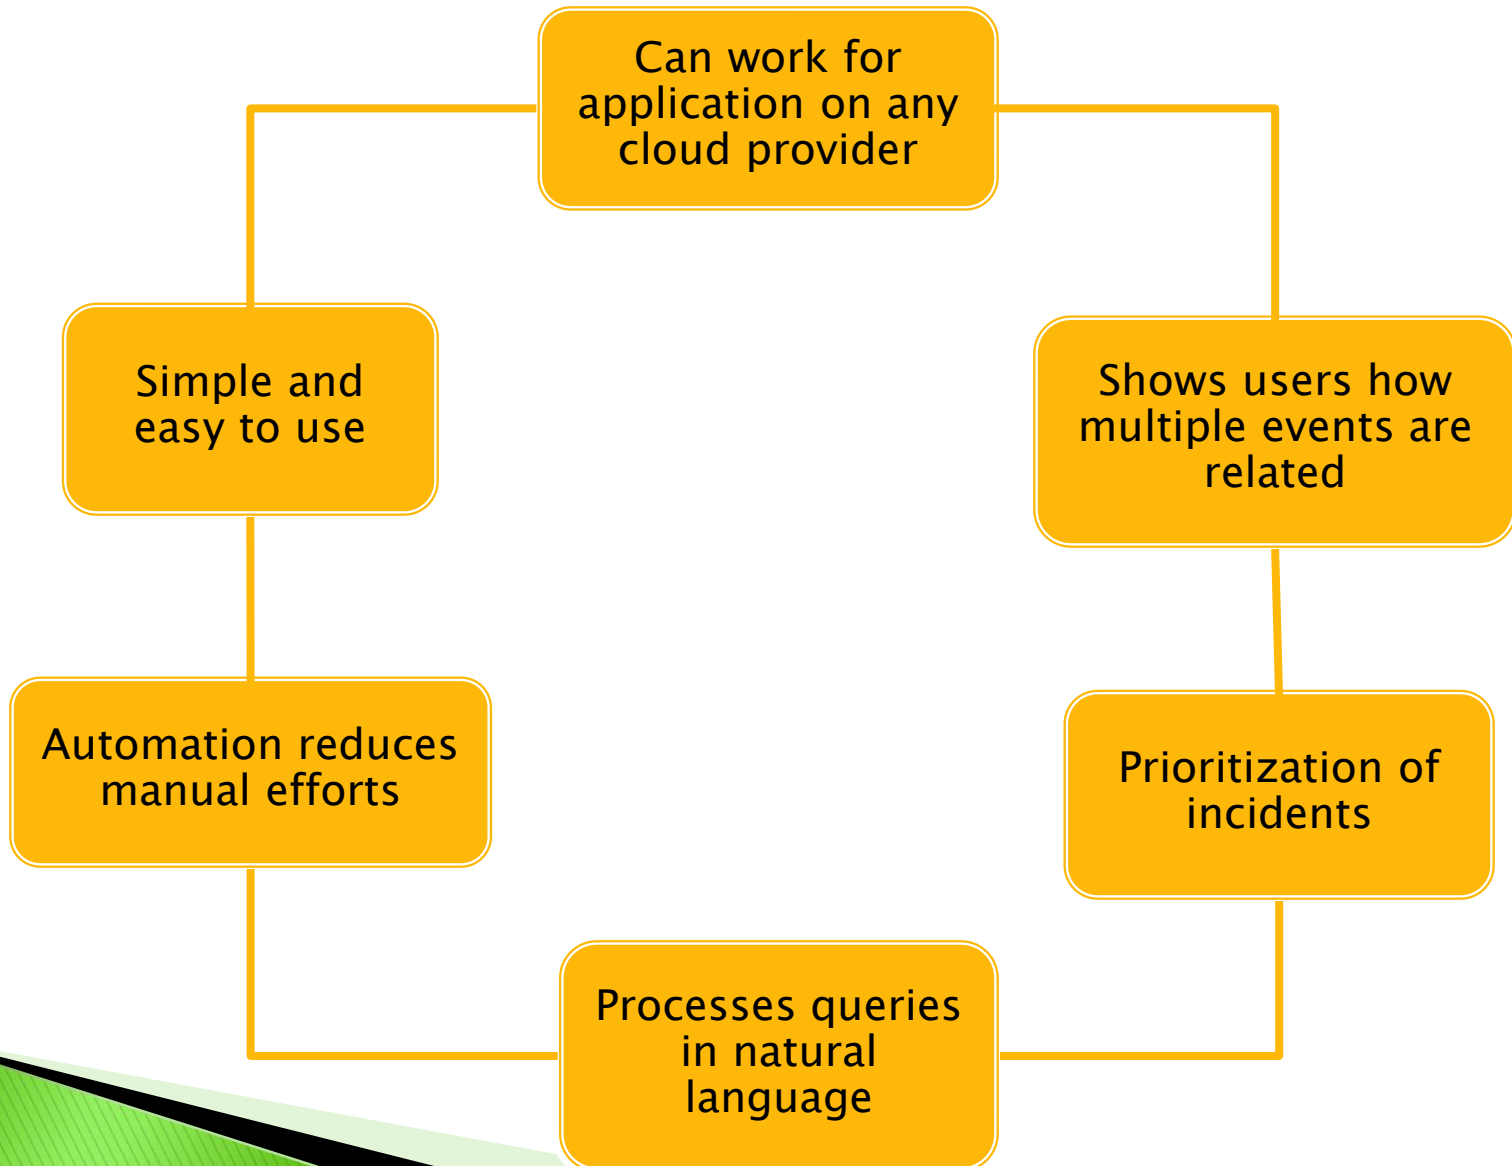 Can work for
application on any
cloud provider
Shows users how
multiple events are
related
Prioritization of
incidents
Processes queries
in natural
language
Automation reduces
manual efforts
Simple and
easy to use